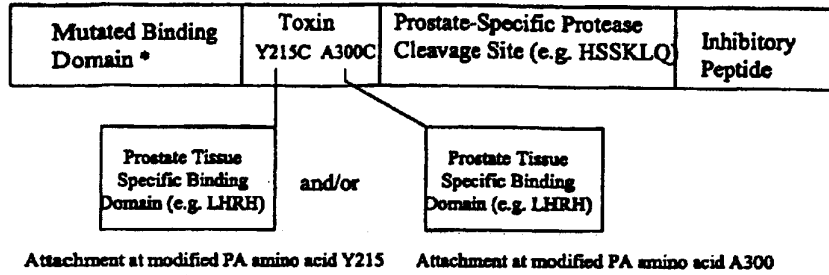 Mutated Binding
Domain *
Toxin
Y215C A300C
Prostate-Specific Protease
Cleavage Site (e.g. HSSKLQ)
Inhibitory
Peptide
Prostate Tissue
Specific Binding
Domain (e.g. LHRH)
and/or
Prostate Tissue
Specific Binding
Domain (e.g. LHRH)
Attachment at modified PA amino acid Y215
Attachment at modified PA amino acid A300